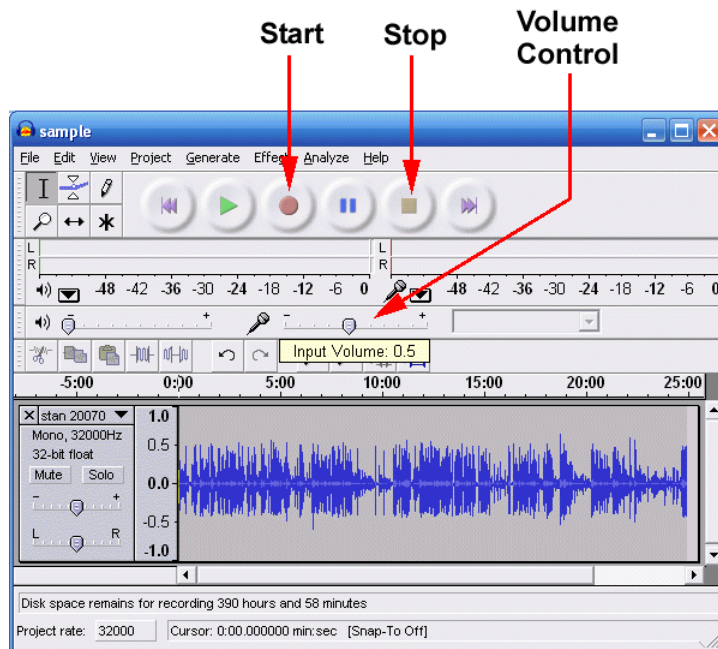 Start
Stop
Volume
Control
sample
File Edit View Project Generate Effect Analyze Help
L
R
L
R
-48 -42 -36 -30 -24 -18 -12 -6 0
-48 -42 -36 -30 -24 -18 -12 -6 0
- +
- +
Input Volume: 0.5
-5:00 0:00 5:00 10:00 15:00 20:00 25:00
stan 20070
Mono, 32000Hz
32-bit float
Mute Solo
- +
L R
1.0
0.5
0.0
-0.5
-1.0
Disk space remains for recording 390 hours and 58 minutes
Project rate: 32000 Cursor: 0:00.000000 min:sec [Snap-To Off]